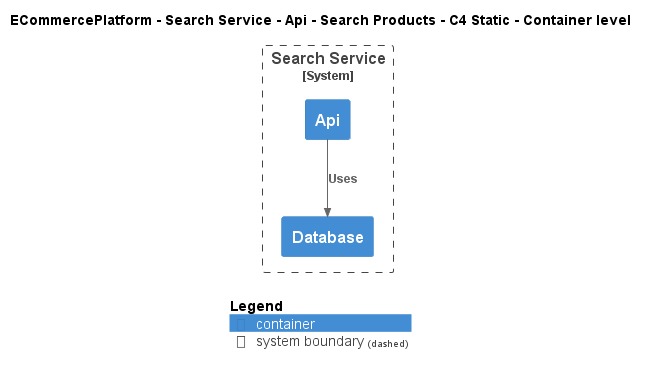 ECommercePlatform - Search Service - Api - Search Products - C4 Static - Container level
Search Service
[System]
Api
Uses
Database
Legend
container
system boundary (dashed)